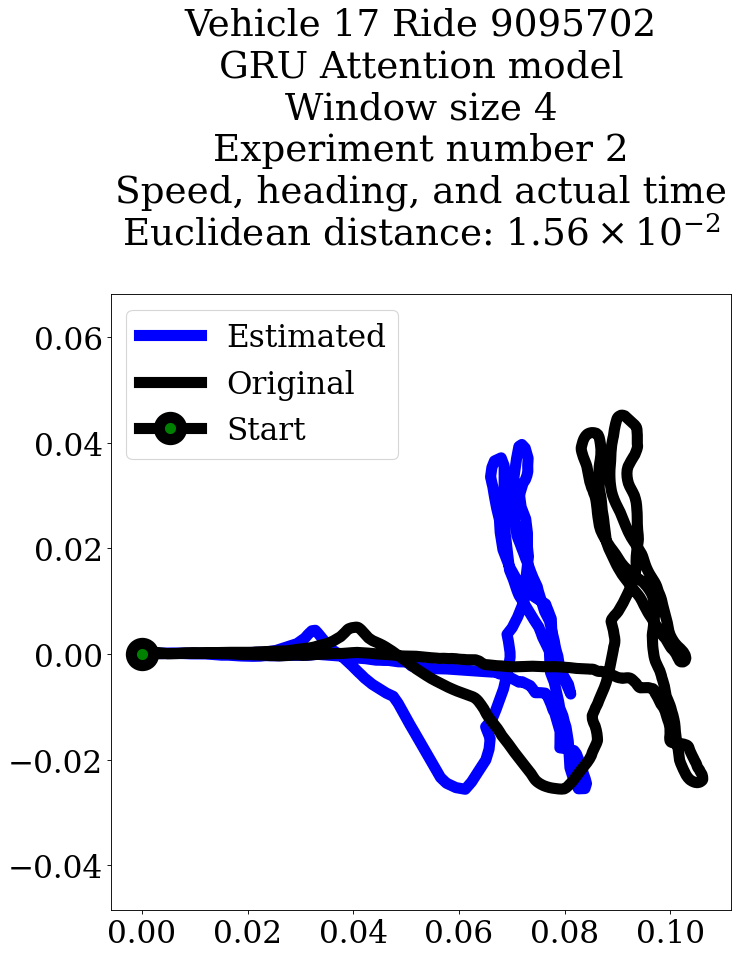 Vehicle 17 Ride 9095702
GRU Attention model
Window size 4
Experiment number 2
Speed, heading, and actual time
Euclidean distance: 1.56 × 10⁻²
Estimated
Original
Start
0.06
0.04
0.02
0.00
−0.02
−0.04
0.00 0.02 0.04 0.06 0.08 0.10